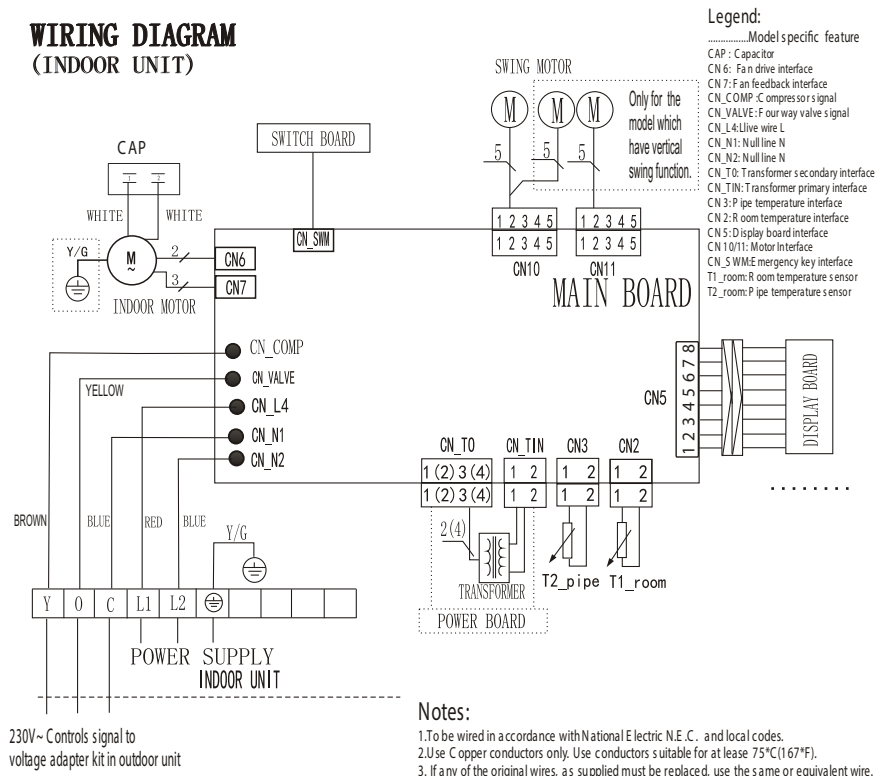 WIRING DIAGRAM
(INDOOR UNIT)
Legend:
................Model specific feature
CAP : Capacitor
CN 6: Fan drive interface
CN 7: Fan feedback interface
CN_COMP :Compressor signal
CN_VALVE: Four way valve signal
CN_L4:Llive wire L
CN_N1: Null line N
CN_N2: Null line N
CN_T0: Transformer secondary interface
CN_TIN: Transformer primary interface
CN 3: Pipe temperature interface
CN 2: Room temperature interface
CN 5: Display board interface
CN 10/11: Motor Interface
CN_SWM:Emergency key interface
T1_room: Room temperature sensor
T2_room: Pipe temperature sensor
SWING MOTOR
M M M
Only for the
model which
have vertical
swing function.
5 5 5
1 2 3 4 5 1 2 3 4 5
1 2 3 4 5 1 2 3 4 5
CN10 CN11
SWITCH BOARD
CN_SWM
CAP
1 2
WHITE WHITE
Y/G
M
~
2
3
CN6
CN7
INDOOR MOTOR
MAIN BOARD
CN_COMP
CN_VALVE
YELLOW
CN_L4
CN_N1
CN_N2
CN5
1 2 3 4 5 6 7 8
DISPLAY BOARD
CN_TO CN_TIN CN3 CN2
1 (2) 3 (4) 1 2 1 2 1 2
1 (2) 3 (4) 1 2 1 2 1 2
2(4)
TRANSFORMER
POWER BOARD
T2_pipe T1_room
........
BROWN BLUE RED BLUE Y/G
Y O C L1 L2
POWER SUPPLY
INDOOR UNIT
230V~ Controls signal to
voltage adapter kit in outdoor unit
Notes:
1.To be wired in accordance with National Electric N.E.C. and local codes.
2.Use Copper conductors only. Use conductors suitable for at lease 75*C(167*F).
3. If any of the original wires, as supplied must be replaced, use the same or equivalent wire.